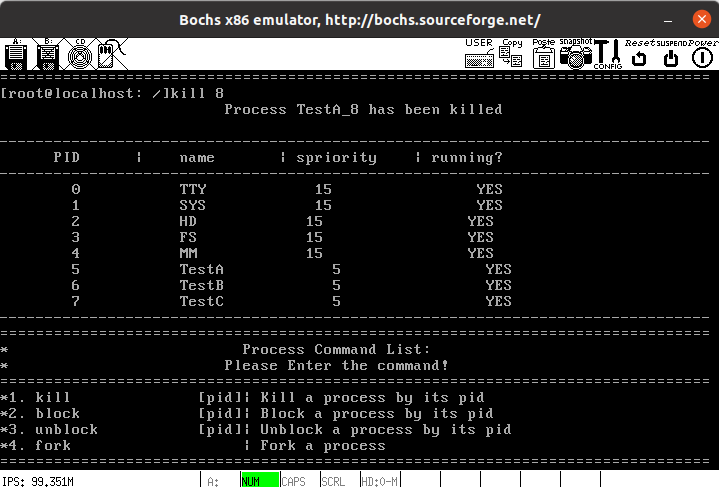 Bochs x86 emulator, http://bochs.sourceforge.net/
A: B: CD USER Copy Paste snapshot CONFIG Reset SUSPEND Power
================================================================================
[root@localhost: /]kill 8
Process TestA_8 has been killed
--------------------------------------------------------------------------------
PID | name | spriority | running?
--------------------------------------------------------------------------------
0 TTY 15 YES
1 SYS 15 YES
2 HD 15 YES
3 FS 15 YES
4 MM 15 YES
5 TestA 5 YES
6 TestB 5 YES
7 TestC 5 YES
--------------------------------------------------------------------------------
================================================================================
* Process Command List:
* Please Enter the command!
================================================================================
*1. kill [pid]| Kill a process by its pid
*2. block [pid]| Block a process by its pid
*3. unblock [pid]| Unblock a process by its pid
*4. fork | Fork a process
================================================================================
IPS: 99.351M A: NUM CAPS SCRL HD:0-M